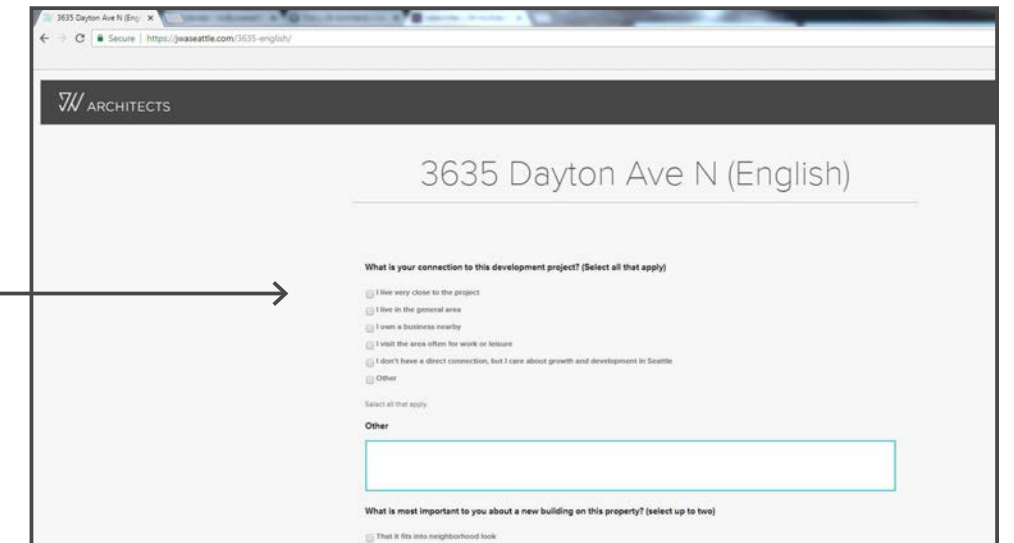 3635 Dayton Ave N (Eng
Secure | https://jwaseattle.com/3635-english/
JW ARCHITECTS
3635 Dayton Ave N (English)
What is your connection to this development project? (Select all that apply)
I live very close to the project
I live in the general area
I own a business nearby
I visit the area often for work or leisure
I don't have a direct connection, but I care about growth and development in Seattle
Other
Select all that apply
Other
What is most important to you about a new building on this property? (select up to two)
That it fits into neighborhood look